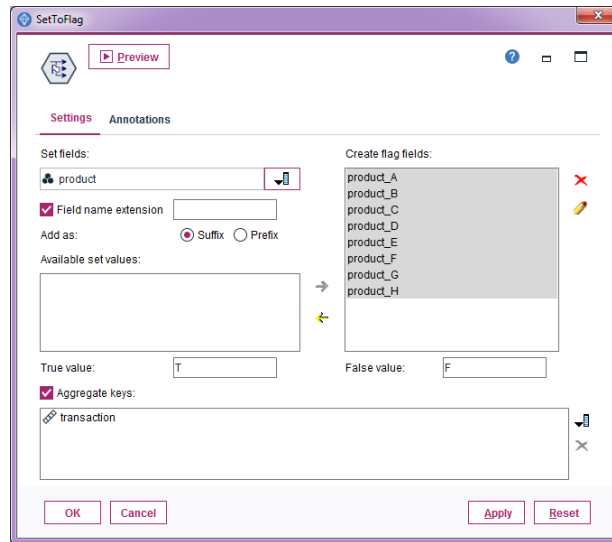 SetToFlag
Preview
Settings Annotations
Set fields:
product
Field name extension
Add as: Suffix Prefix
Available set values:
Create flag fields:
product_A
product_B
product_C
product_D
product_E
product_F
product_G
product_H
True value: T
False value: F
Aggregate keys:
transaction
OK Cancel Apply Reset